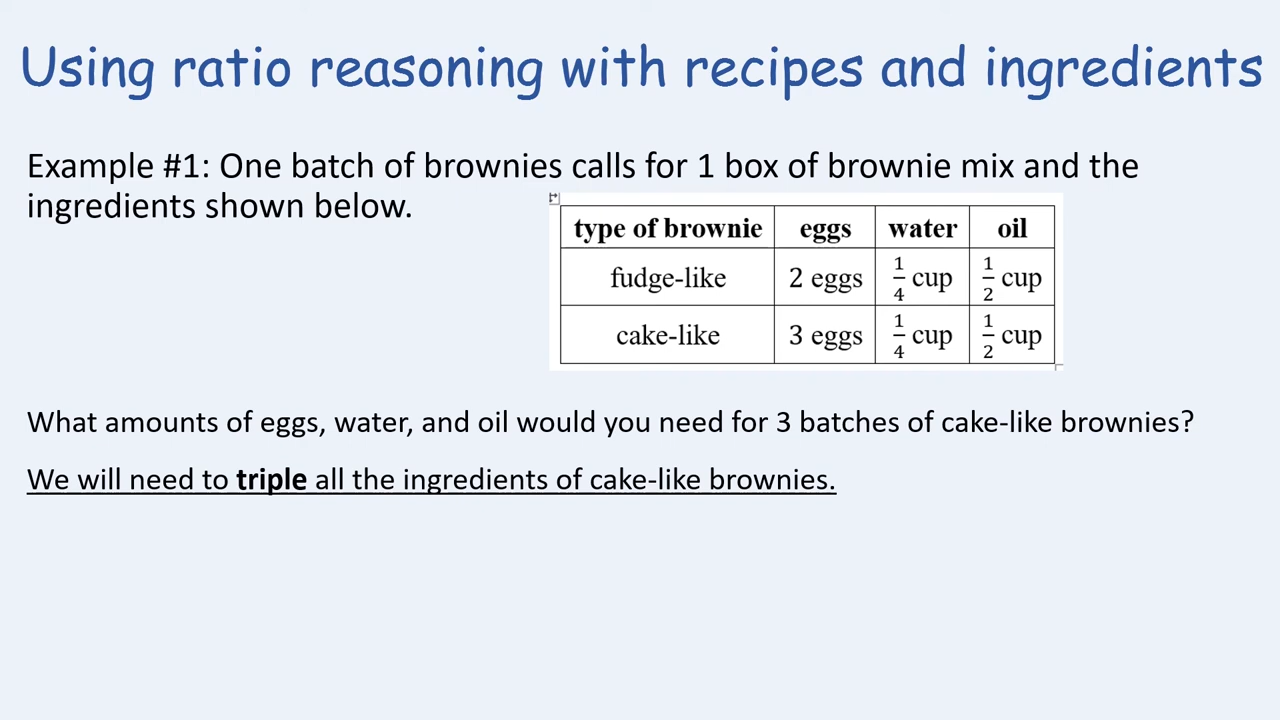 Using ratio reasoning with recipes and ingredients
Example #1: One batch of brownies calls for 1 box of brownie mix and the
ingredients shown below.
type of brownie eggs water oil
fudge-like 2 eggs 1/4 cup 1/2 cup
cake-like 3 eggs 1/4 cup 1/2 cup
What amounts of eggs, water, and oil would you need for 3 batches of cake-like brownies?
We will need to triple all the ingredients of cake-like brownies.